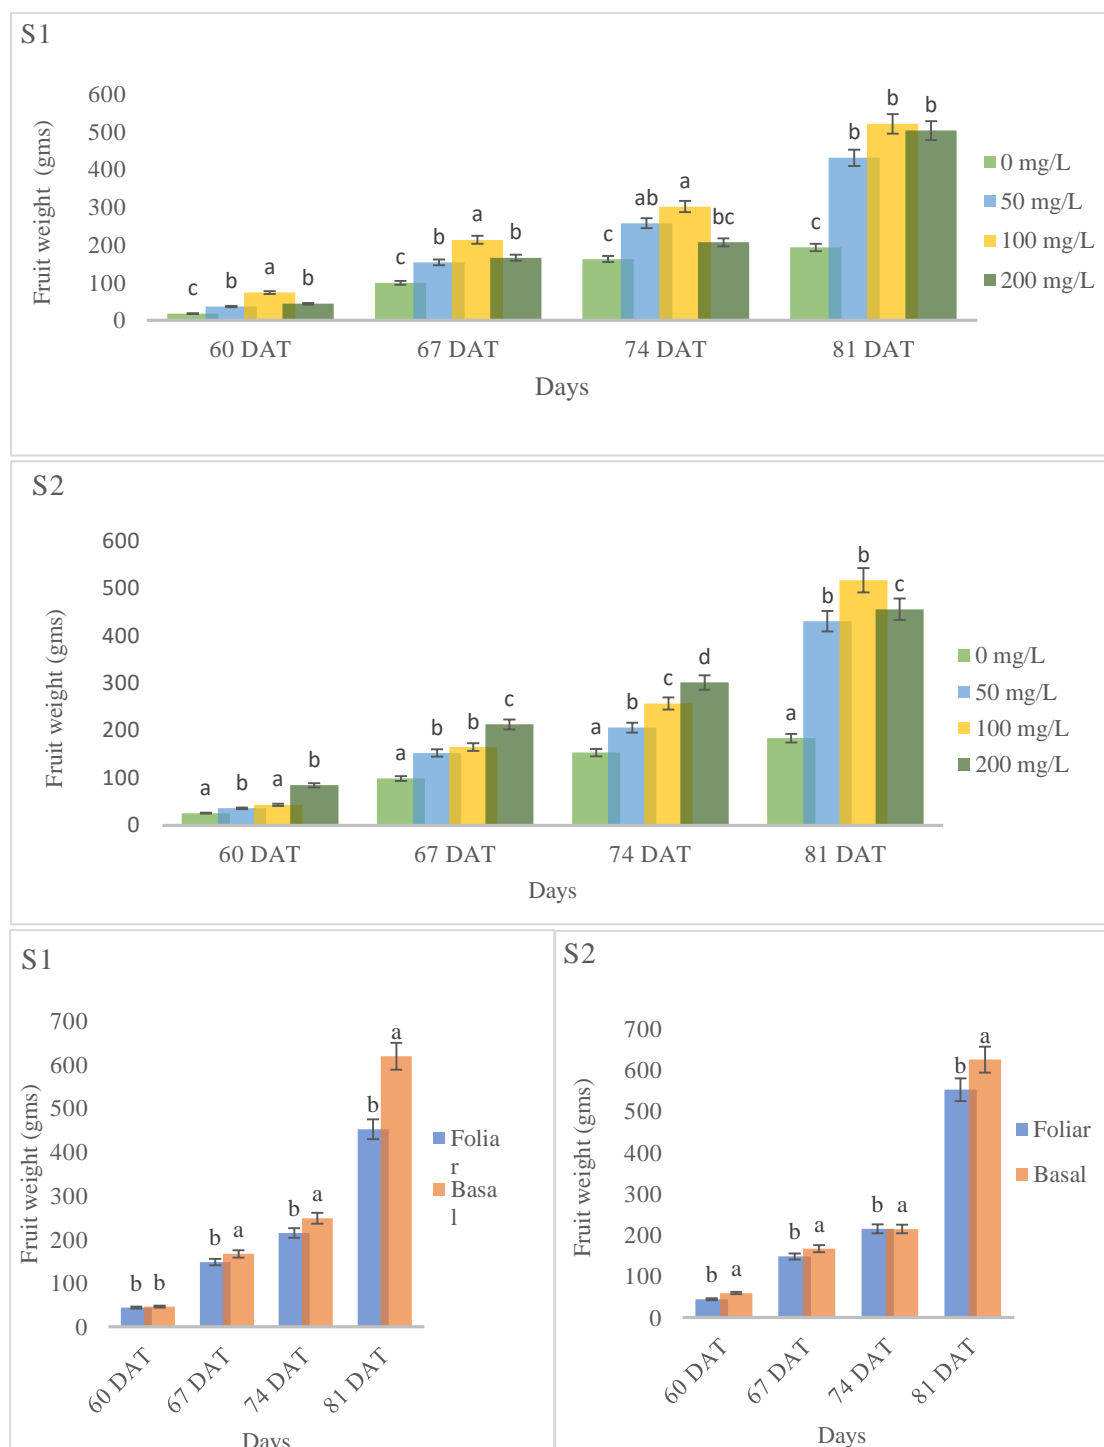 S1
600
500
400
300
200
100
0
Fruit weight (gms)
c b a b
c b a b
c ab a bc
c b b b
60 DAT 67 DAT 74 DAT 81 DAT
Days
0 mg/L
50 mg/L
100 mg/L
200 mg/L
S2
600
500
400
300
200
100
0
Fruit weight (gms)
a b a b
a b b c
a b c d
a b b c
60 DAT 67 DAT 74 DAT 81 DAT
Days
0 mg/L
50 mg/L
100 mg/L
200 mg/L
S1
700
600
500
400
300
200
100
0
Fruit weight (gms)
b b
b a
b a
b a
60 DAT 67 DAT 74 DAT 81 DAT
Days
Folia
r
Basa
l
S2
700
600
500
400
300
200
100
0
Fruit weight (gms)
b a
b a
b a
b a
60 DAT 67 DAT 74 DAT 81 DAT
Days
Foliar
Basal